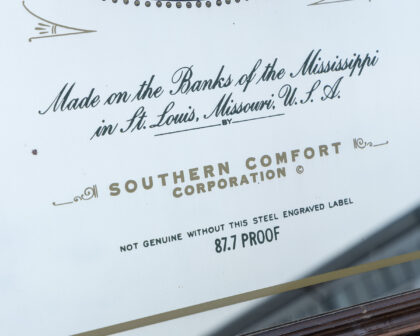 Made on the Banks of the Mississippi
in St. Louis, Missouri, U. S. A.
BY
SOUTHERN COMFORT
CORPORATION ©
NOT GENUINE WITHOUT THIS STEEL ENGRAVED LABEL
87.7 PROOF